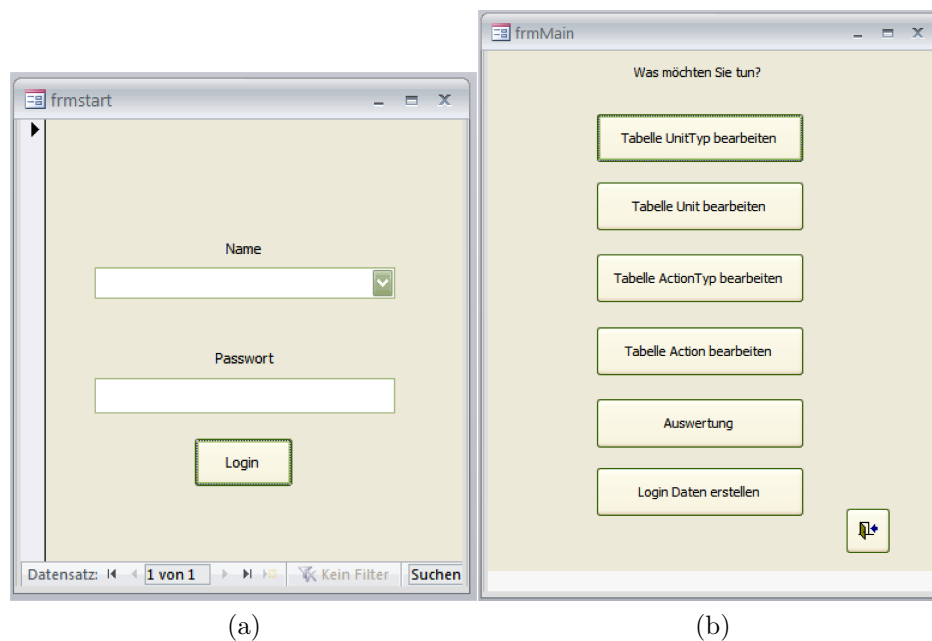 frmstart
Name
Passwort
Login
Datensatz: 1 von 1 Kein Filter Suchen
(a)
frmMain
Was möchten Sie tun?
Tabelle UnitTyp bearbeiten
Tabelle Unit bearbeiten
Tabelle ActionTyp bearbeiten
Tabelle Action bearbeiten
Auswertung
Login Daten erstellen
(b)